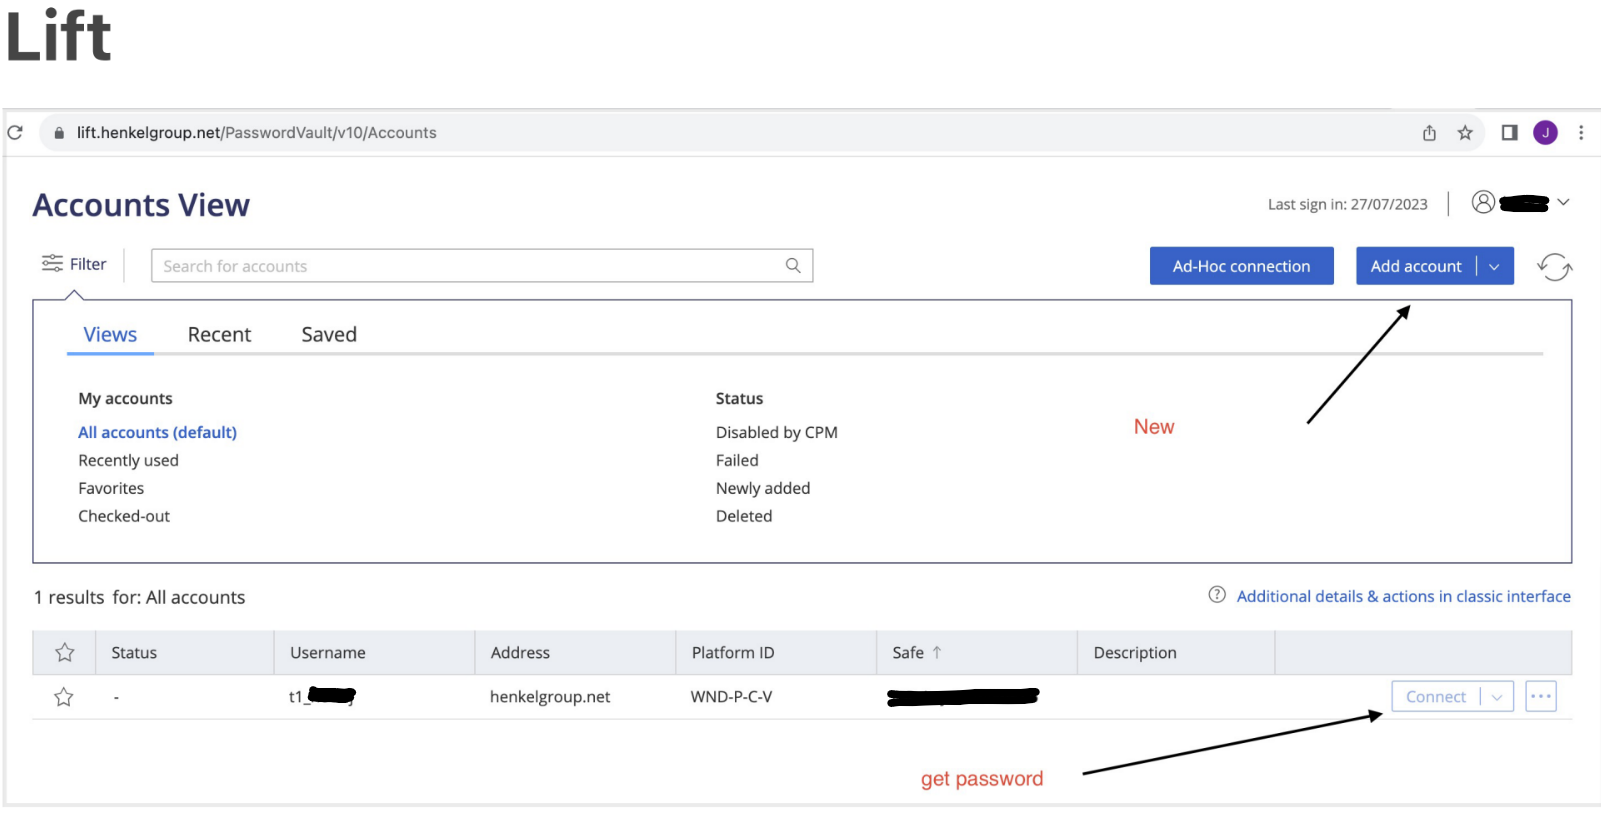 Lift
lift.henkelgroup.net/PasswordVault/v10/Accounts
J
Accounts View
Last sign in: 27/07/2023
Filter
Search for accounts
Ad-Hoc connection
Add account
Views Recent Saved
My accounts Status
All accounts (default) Disabled by CPM
New
Recently used Failed
Favorites Newly added
Checked-out Deleted
1 results for: All accounts
? Additional details & actions in classic interface
Status Username Address Platform ID Safe ↑ Description
- t1_ henkelgroup.net WND-P-C-V Connect ...
get password